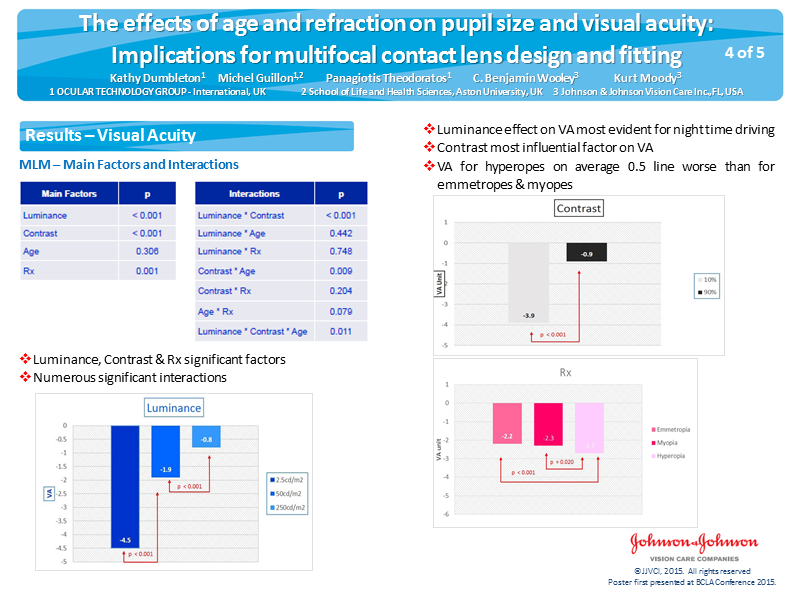 The effects of age and refraction on pupil size and visual acuity:
Implications for multifocal contact lens design and fitting
4 of 5
Kathy Dumbleton1 Michel Guillon1,2 Panagiotis Theodoratos1 C. Benjamin Wooley3 Kurt Moody3
1 OCULAR TECHNOLOGY GROUP - International, UK 2 School of Life and Health Sciences, Aston University, UK 3 Johnson & Johnson Vision Care Inc., FL, USA
Results – Visual Acuity
MLM – Main Factors and Interactions
Main Factors p
Luminance < 0.001
Contrast < 0.001
Age 0.306
Rx 0.001
Interactions p
Luminance * Contrast < 0.001
Luminance * Age 0.442
Luminance * Rx 0.748
Contrast * Age 0.009
Contrast * Rx 0.204
Age * Rx 0.079
Luminance * Contrast * Age 0.011
❖Luminance, Contrast & Rx significant factors
❖Numerous significant interactions
Luminance
0
-0.5
-1
-1.5
-2
-2.5
-3
-3.5
-4
-4.5
-5
VA
-4.5
-1.9
-0.8
p < 0.001
p < 0.001
2.5cd/m2
50cd/m2
250cd/m2
❖Luminance effect on VA most evident for night time driving
❖Contrast most influential factor on VA
❖VA for hyperopes on average 0.5 line worse than for
emmetropes & myopes
Contrast
1
0
-1
-2
-3
-4
-5
VA Unit
-3.9
-0.9
p < 0.001
10%
90%
Rx
1
0
-1
-2
-3
-4
-5
-6
VA unit
-2.2
-2.3
p = 0.020
p < 0.001
Emmetropia
Myopia
Hyperopia
Johnson & Johnson
VISION CARE COMPANIES
©JJVCI, 2015. All rights reserved
Poster first presented at BCLA Conference 2015.